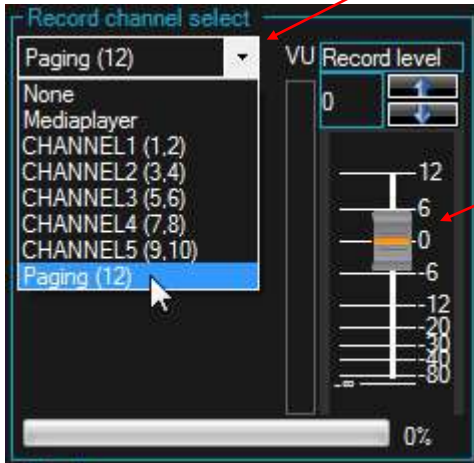 Record channel select
Paging (12)
VU
Record level
None
Mediaplayer
CHANNEL1 (1,2)
CHANNEL2 (3,4)
CHANNEL3 (5,6)
CHANNEL4 (7,8)
CHANNEL5 (9,10)
Paging (12)
0
12
6
0
-6
-12
-20
-30
-40
-80
-∞
0%